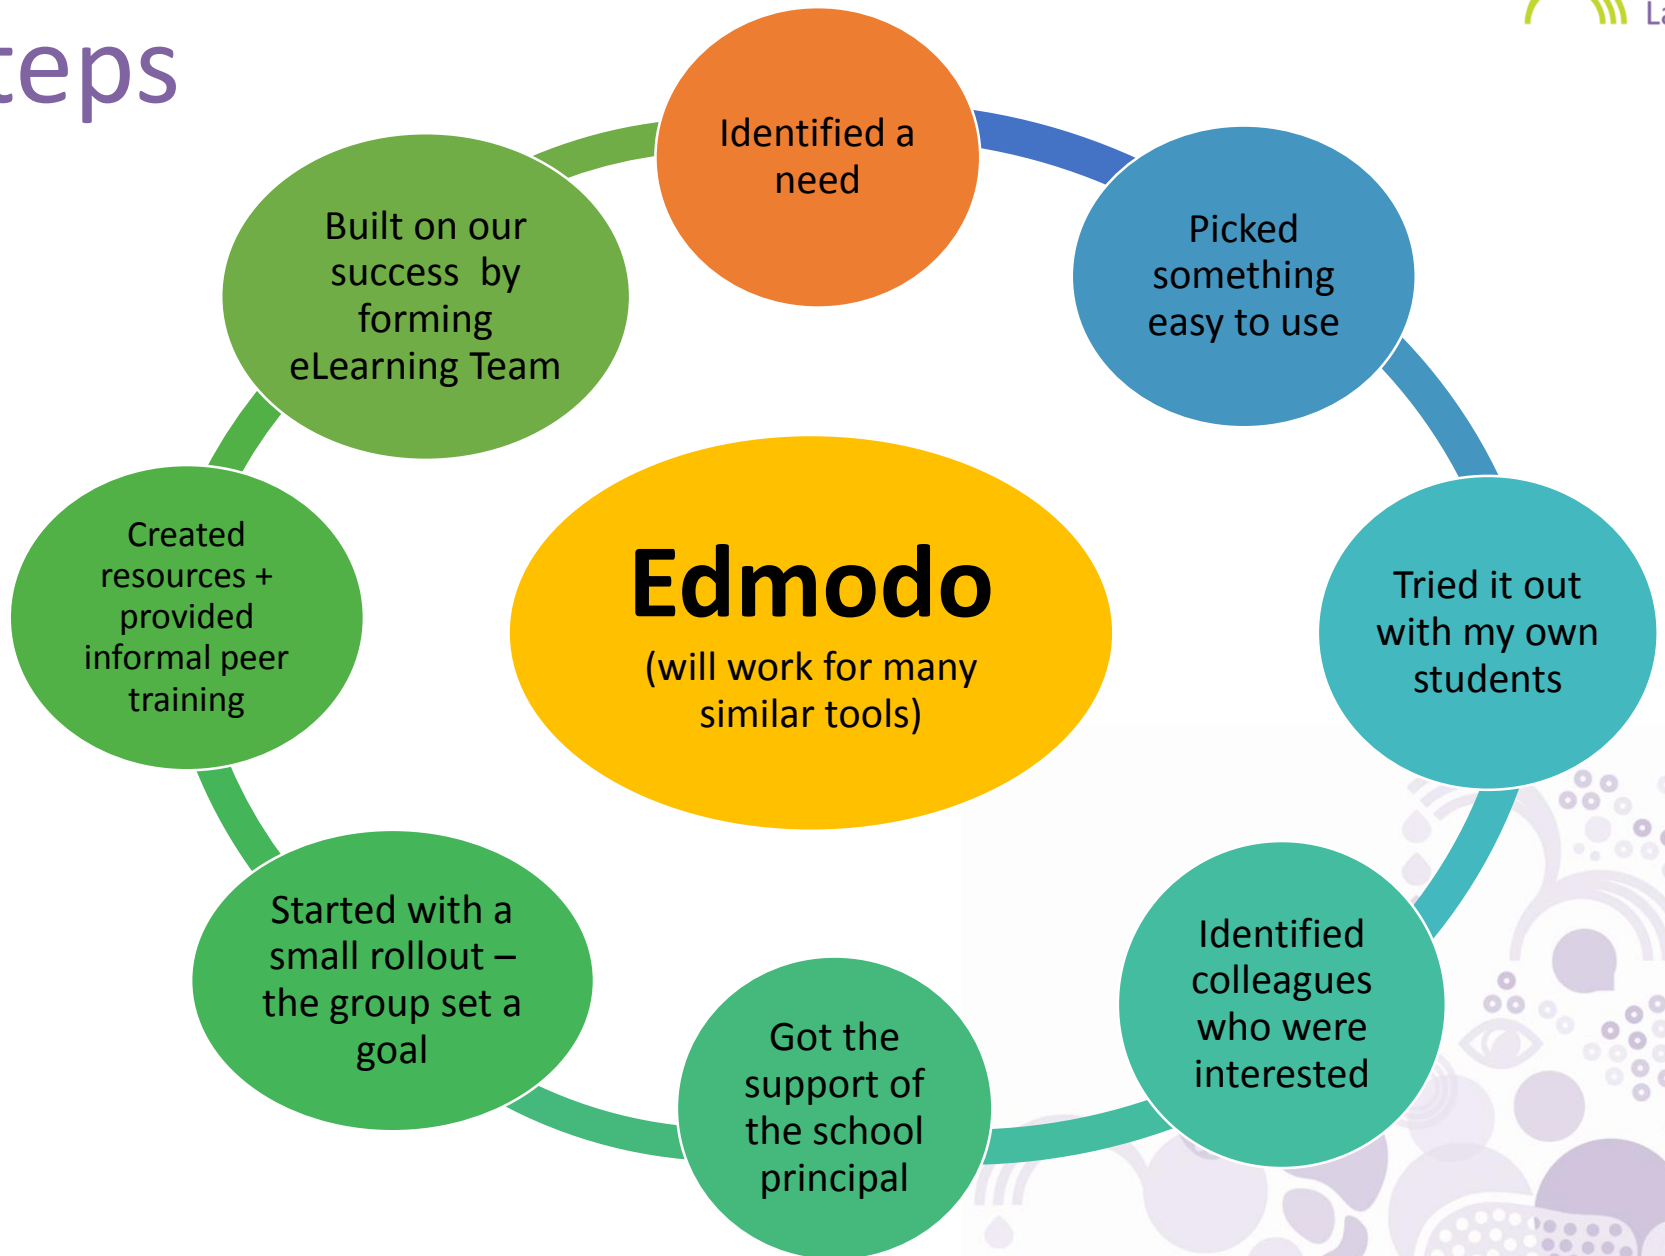 teps
La
Identified a
need
Picked
something
easy to use
Tried it out
with my own
students
Identified
colleagues
who were
interested
Got the
support of
the school
principal
Started with a
small rollout –
the group set a
goal
Created
resources +
provided
informal peer
training
Built on our
success  by
forming
eLearning Team
Edmodo
(will work for many
similar tools)